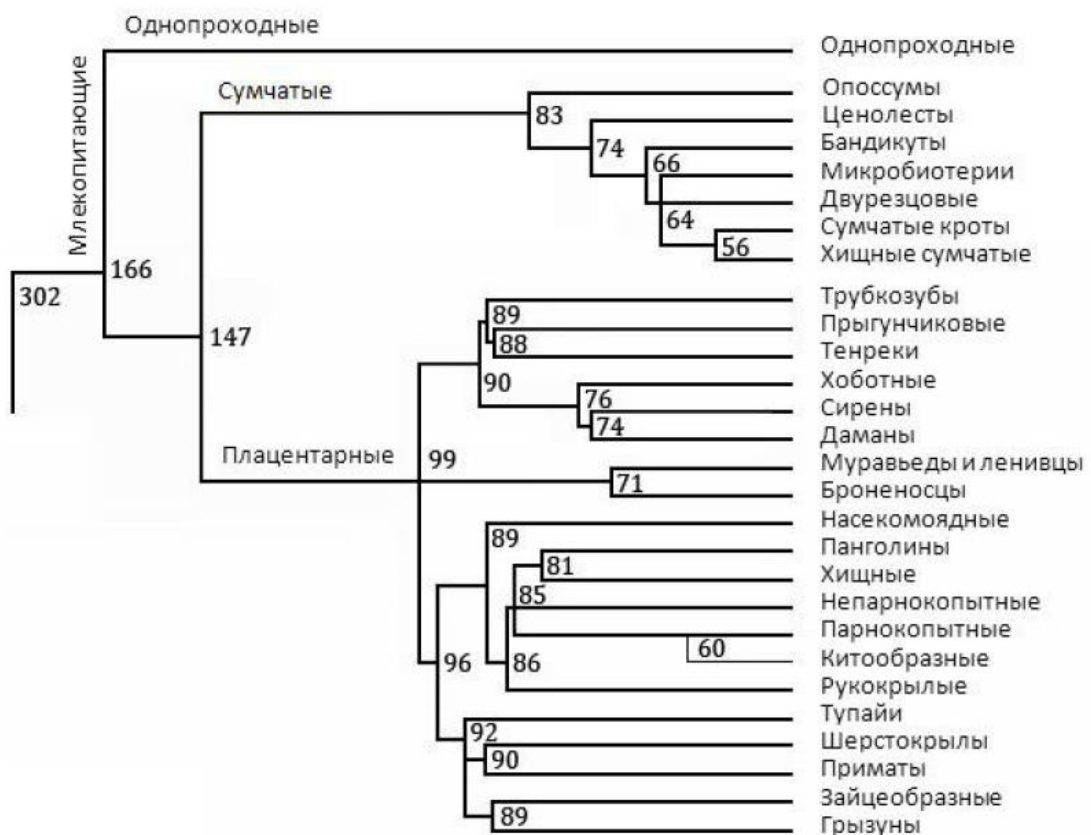 Однопроходные
Однопроходные
Млекопитающие
Сумчатые
Опоссумы
83
Ценолесты
74
Бандикуты
66
Микробиотерии
Двурезцовые
64
Сумчатые кроты
56
Хищные сумчатые
166
302
147
Трубкозубы
89
Прыгунчиковые
88
Тенреки
90
Хоботные
76
Сирены
74
Даманы
Плацентарные
99
Муравьеды и ленивцы
71
Броненосцы
Насекомоядные
89
Панголины
81
Хищные
85
Непарнокопытные
Парнокопытные
60
96
86
Китообразные
Рукокрылые
Тупайи
92
Шерстокрылы
90
Приматы
Зайцеобразные
89
Грызуны